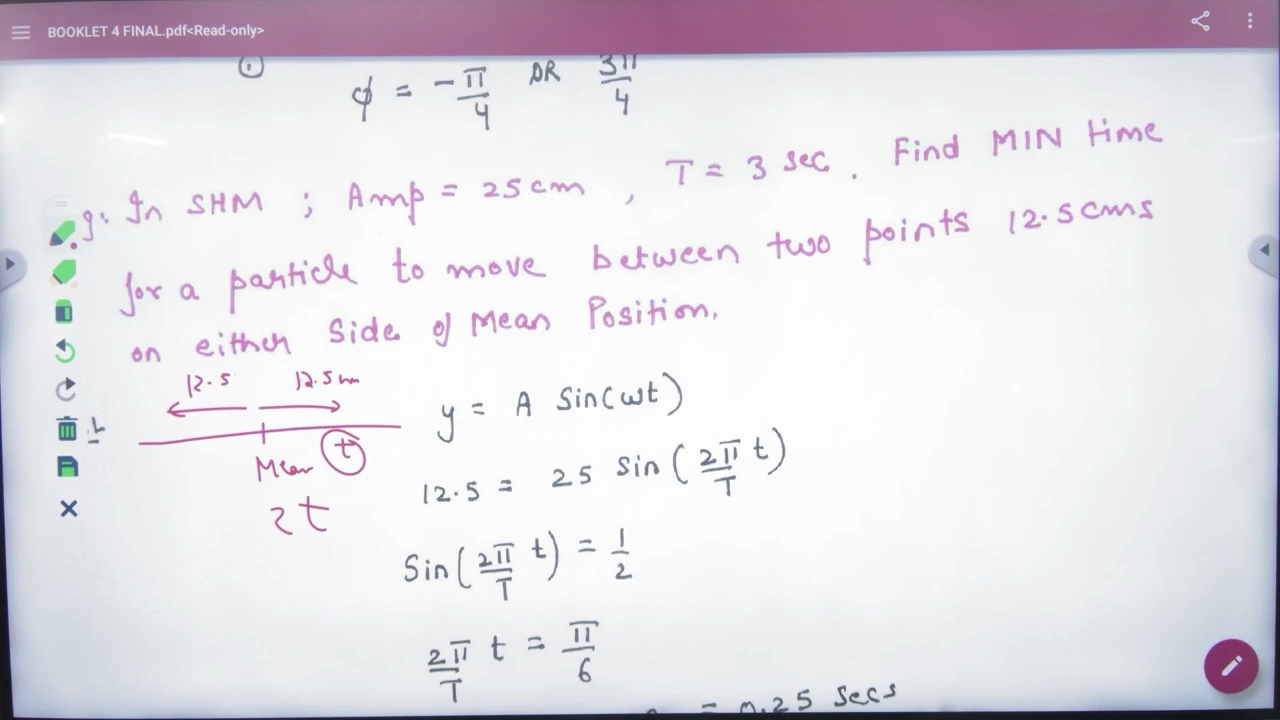 BOOKLET 4 FINAL.pdf<Read-only>
ϕ = -π/4 OR 3π/4
g: In SHM ; Amp = 25cm , T = 3 sec. Find MIN time
for a particle to move between two points 12.5cms
on either Side of Mean Position.
12.5 12.5cm
Mean t
2t
y = A Sin(ωt)
12.5 = 25 Sin(2π/T t)
Sin(2π/T t) = 1/2
2π/T t = π/6
= 0.25 secs